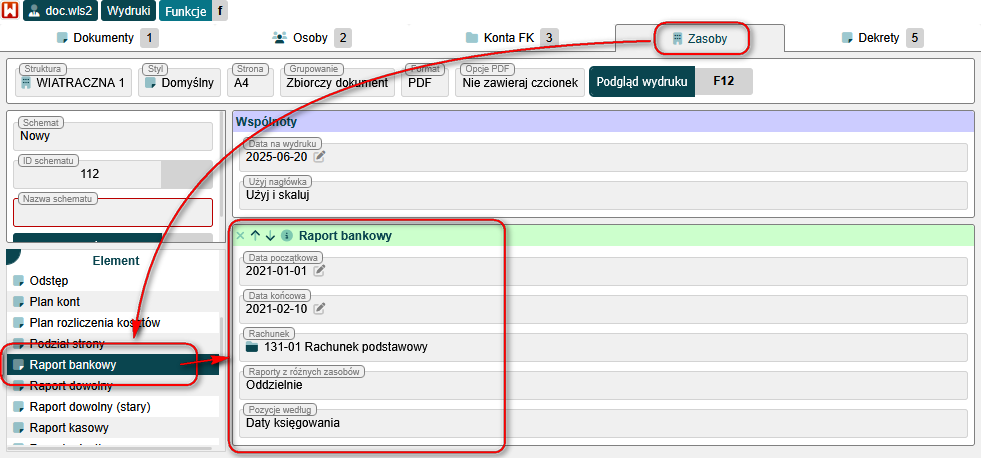 doc.wls2 Wydruki Funkcje f
Dokumenty 1 Osoby 2 Konta FK 3 Zasoby Dekrety 5
Struktura Styl Strona Grupowanie Format Opcje PDF
WIATRACZNA 1 Domyślny A4 Zbiorczy dokument PDF Nie zawieraj czcionek Podgląd wydruku F12
Schemat
Nowy
ID schematu
112
Nazwa schematu
Wspólnoty
Data na wydruku
2025-06-20
Użyj nagłówka
Użyj i skaluj
Element
Odstęp
Plan kont
Plan rozliczenia kosztów
Podział strony
Raport bankowy
Raport dowolny
Raport dowolny (stary)
Raport kasowy
Raport bankowy
Data początkowa
2021-01-01
Data końcowa
2021-02-10
Rachunek
131-01 Rachunek podstawowy
Raporty z różnych zasobów
Oddzielnie
Pozycje według
Daty księgowania